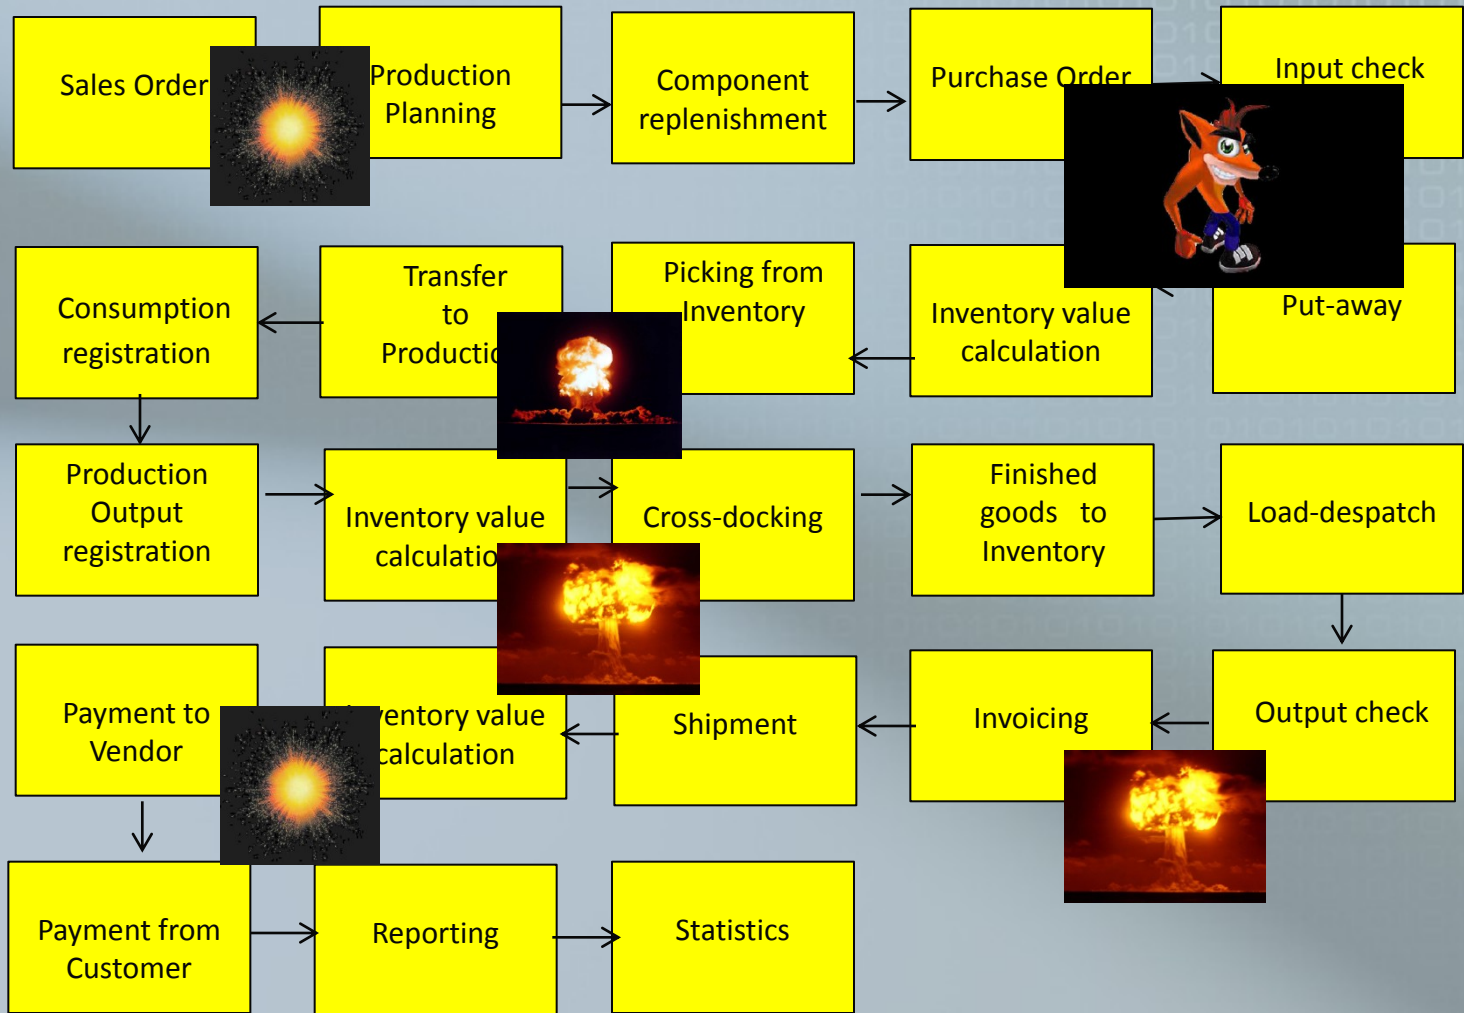 Sales Order
Production
Planning
Component
replenishment
Purchase Order
Input check
Consumption
registration
Transfer
to
Productio
Picking from
Inventory
Inventory value
calculation
Put-away
Production
Output
registration
Inventory value
calculatio
Cross-docking
Finished
goods to
Inventory
Load-despatch
Payment to
Vendor
ventory value
calculation
Shipment
Invoicing
Output check
Payment from
Customer
Reporting
Statistics